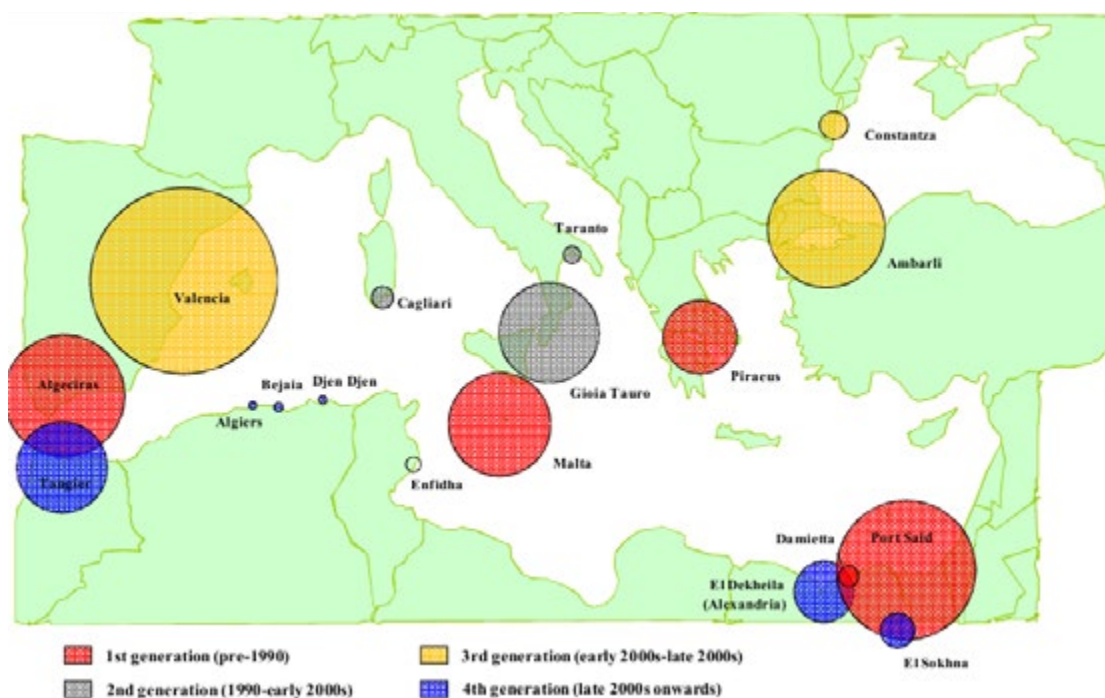 Constantza
Taranto
Ambarli
Valencia
Cagliari
Algeciras
Bejaia
Djen Djen
Piraeus
Gioia Tauro
Algiers
Malta
Tangier
Enfidha
Damietta
Port Said
El Dekheila
(Alexandria)
El Sokhna
1st generation (pre-1990)
3rd generation (early 2000s-late 2000s)
2nd generation (1990-early 2000s)
4th generation (late 2000s onwards)